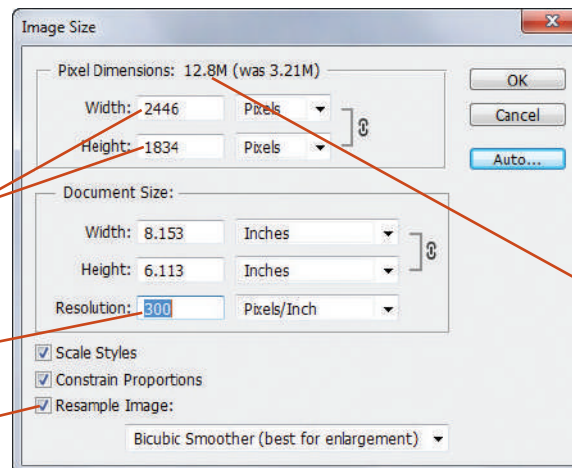 Image Size
Pixel Dimensions: 12.8M (was 3.21M)
OK
Width: 2446 Pixels
Cancel
Height: 1834 Pixels
Auto...
Document Size:
Width: 8.153 Inches
Height: 6.113 Inches
Resolution: 300 Pixels/Inch
Scale Styles
Constrain Proportions
Resample Image:
Bicubic Smoother (best for enlargement)